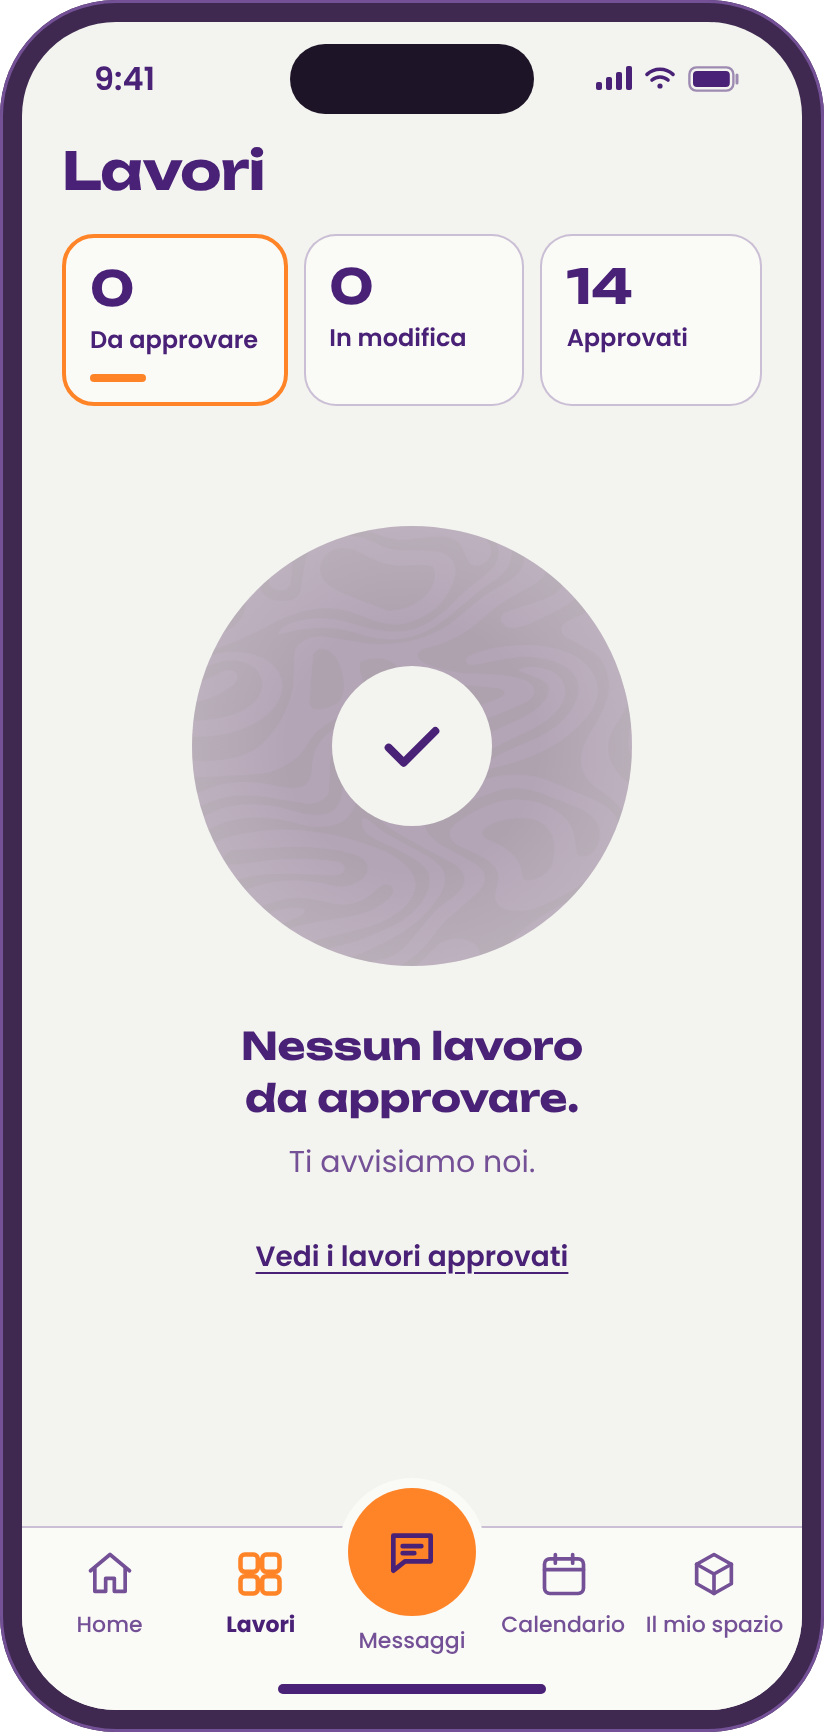 9:41
Lavori
0
Da approvare
0
In modifica
14
Approvati
Nessun lavoro
da approvare.
Ti avvisiamo noi.
Vedi i lavori approvati
Home
Lavori
Messaggi
Calendario
Il mio spazio